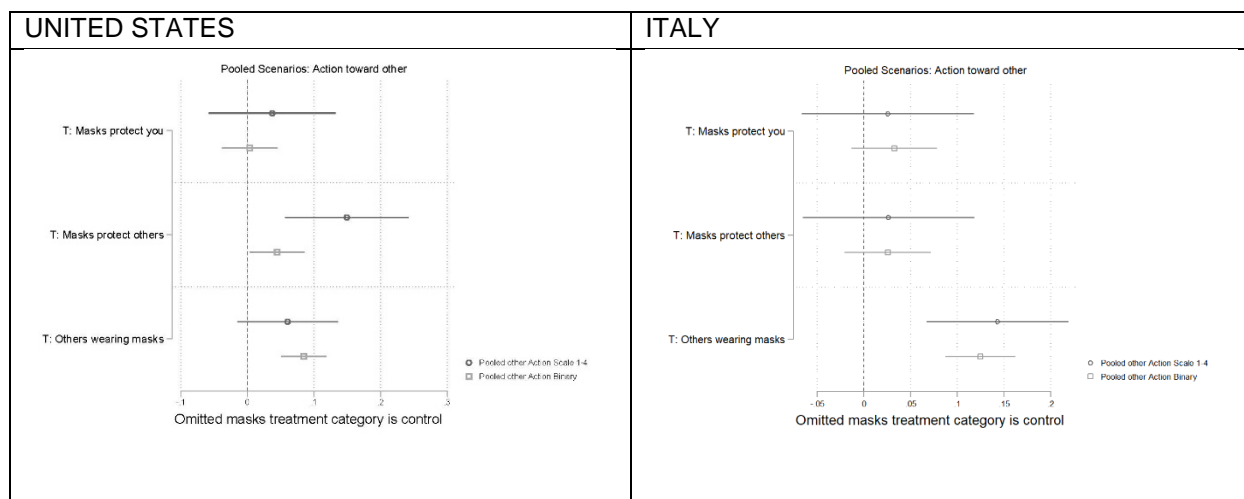 UNITED STATES
Pooled Scenarios: Action toward other
T: Masks protect you
T: Masks protect others
T: Others wearing masks
Pooled other Action Scale 1-4
Pooled other Action Binary
-.1 0 .1 .2 .3
Omitted masks treatment category is control
ITALY
Pooled Scenarios: Action toward other
T: Masks protect you
T: Masks protect others
T: Others wearing masks
Pooled other Action Scale 1-4
Pooled other Action Binary
-.05 0 .05 .1 .15 .2
Omitted masks treatment category is control